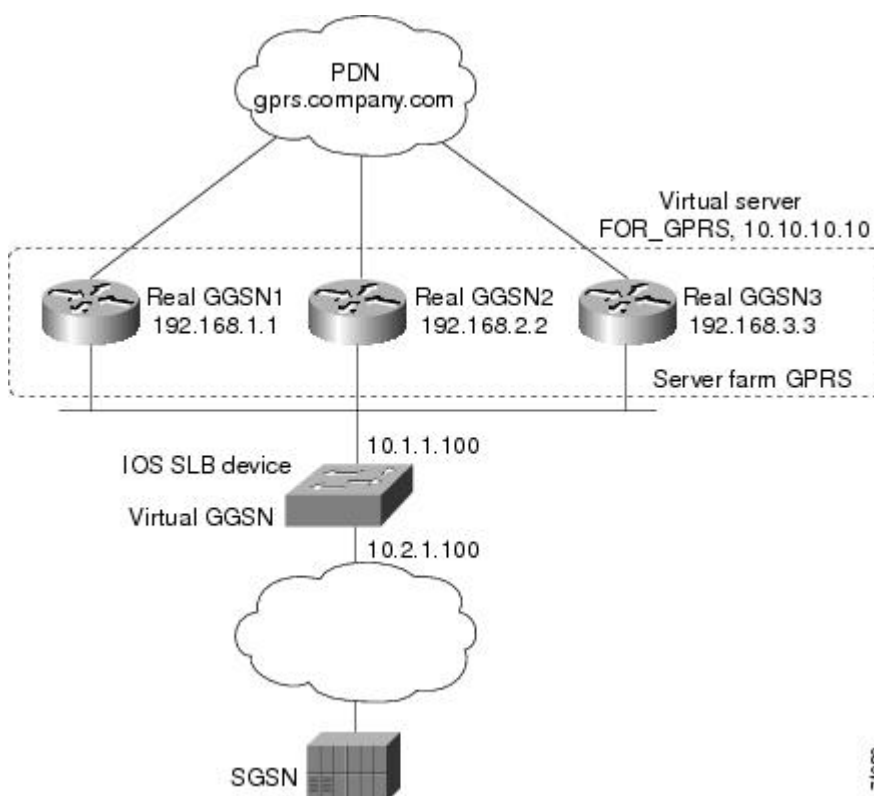 PDN
gprs.company.com
Virtual server
FOR_GPRS, 10.10.10.10
Real GGSN1
192.168.1.1
Real GGSN2
192.168.2.2
Real GGSN3
192.168.3.3
Server farm GPRS
10.1.1.100
IOS SLB device
Virtual GGSN
10.2.1.100
SGSN